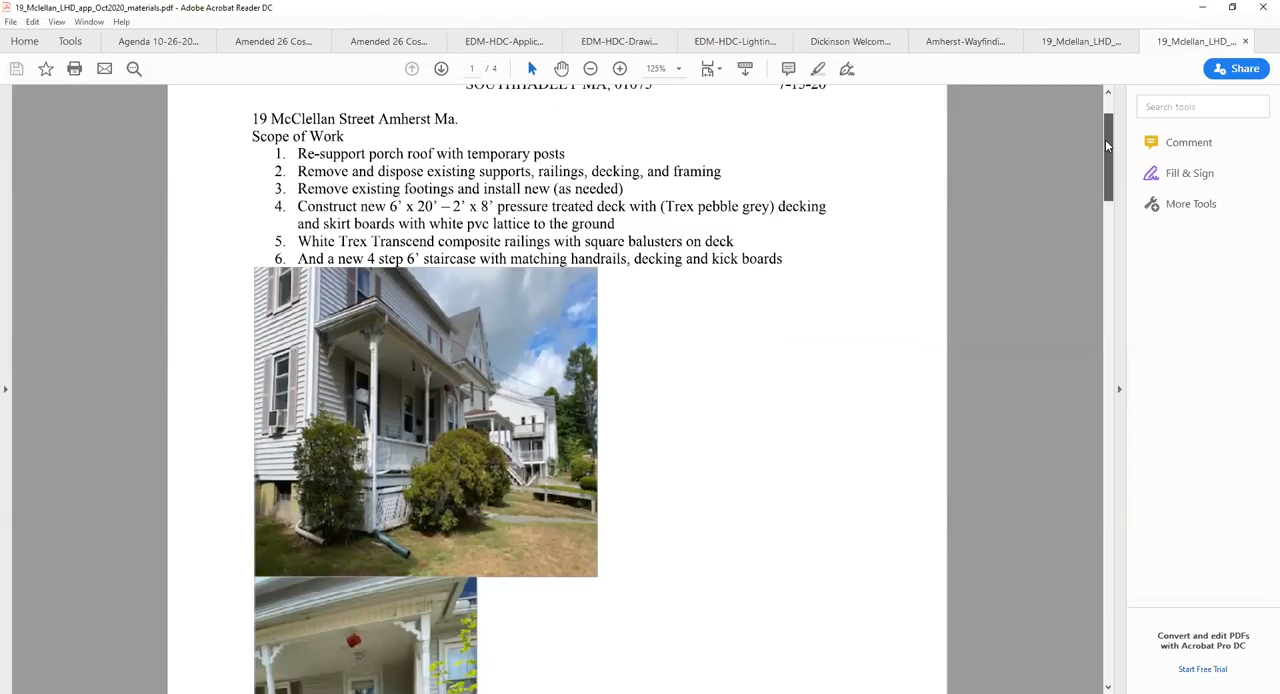 19_Mclellan_LHD_app_Oct2020_materials.pdf - Adobe Acrobat Reader DC
File Edit View Window Help
Home Tools Agenda 10-26-20... Amended 26 Cos... Amended 26 Cos... EDM-HDC-Applic... EDM-HDC-Drawi... EDM-HDC-Lightin... Dickinson Welcom... Amherst-Wayfindi... 19_Mclellan_LHD_... 19_Mclellan_LHD_...
1 / 4 125% Share
SOUTHHADLEY MA, 01075 7-15-20
19 McClellan Street Amherst Ma.
Scope of Work
1. Re-support porch roof with temporary posts
2. Remove and dispose existing supports, railings, decking, and framing
3. Remove existing footings and install new (as needed)
4. Construct new 6’ x 20’ – 2’ x 8’ pressure treated deck with (Trex pebble grey) decking
and skirt boards with white pvc lattice to the ground
5. White Trex Transcend composite railings with square balusters on deck
6. And a new 4 step 6’ staircase with matching handrails, decking and kick boards
Search tools
Comment
Fill & Sign
More Tools
Convert and edit PDFs
with Acrobat Pro DC
Start Free Trial